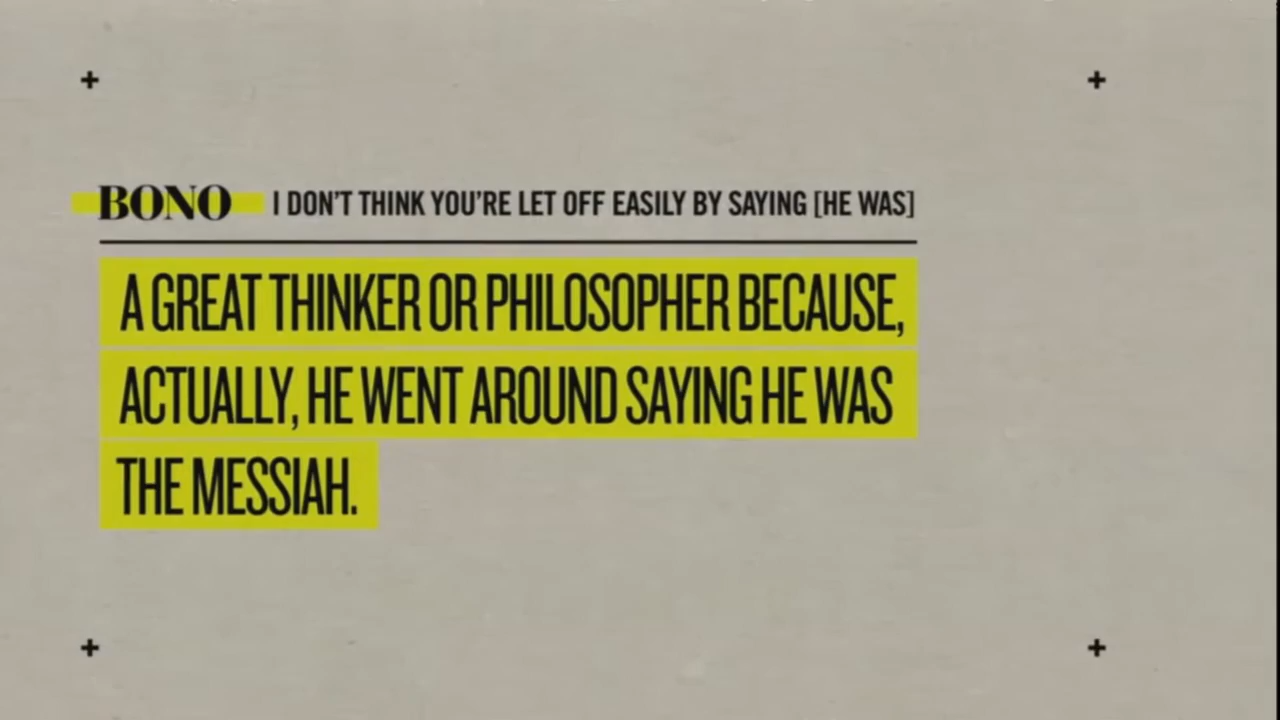 BONO I DON'T THINK YOU'RE LET OFF EASILY BY SAYING [HE WAS]
A GREAT THINKER OR PHILOSOPHER BECAUSE,
ACTUALLY, HE WENT AROUND SAYING HE WAS
THE MESSIAH.